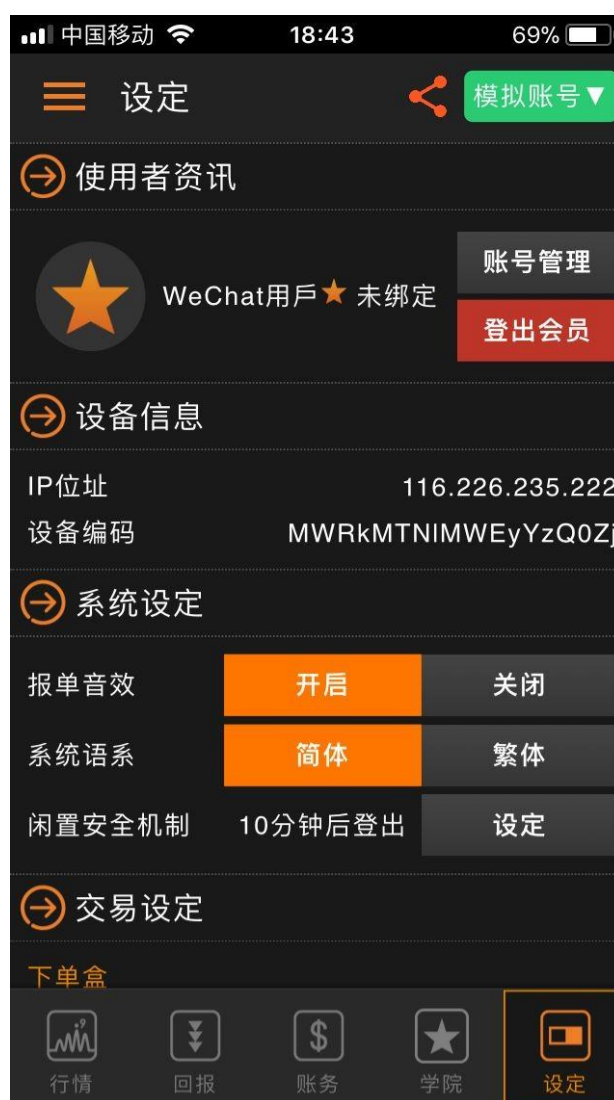 中国移动 18:43 69%
设定 模拟账号▼
使用者资讯
账号管理
WeChat用戶★ 未绑定
登出会员
设备信息
IP位址 116.226.235.222
设备编码 MWRkMTNlMWEyYzQ0Zj
系统设定
报单音效 开启 关闭
系统语系 简体 繁体
闲置安全机制 10分钟后登出 设定
交易设定
下单盒
行情 回报 账务 学院 设定